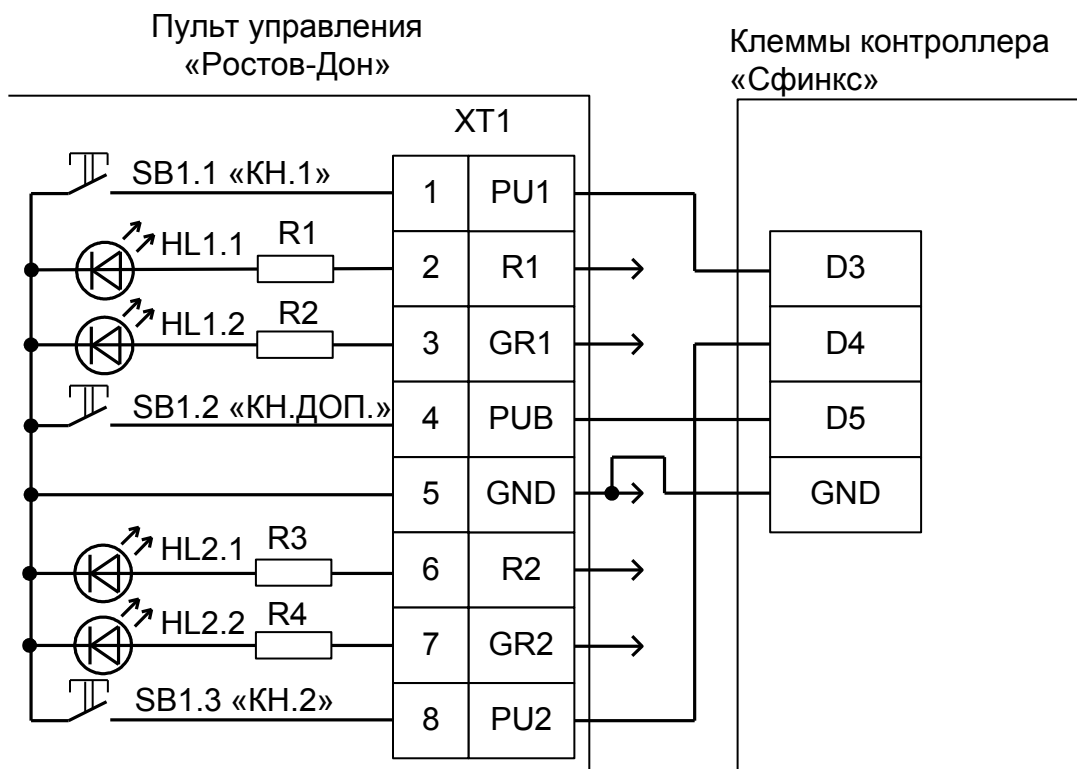 Пульт управления
«Ростов-Дон»
Клеммы контроллера
«Сфинкс»
XT1
SB1.1 «КН.1»
1 PU1
HL1.1 R1
2 R1
D3
HL1.2 R2
3 GR1
D4
SB1.2 «КН.ДОП.»
4 PUB
D5
5 GND
GND
HL2.1 R3
6 R2
HL2.2 R4
7 GR2
SB1.3 «КН.2»
8 PU2